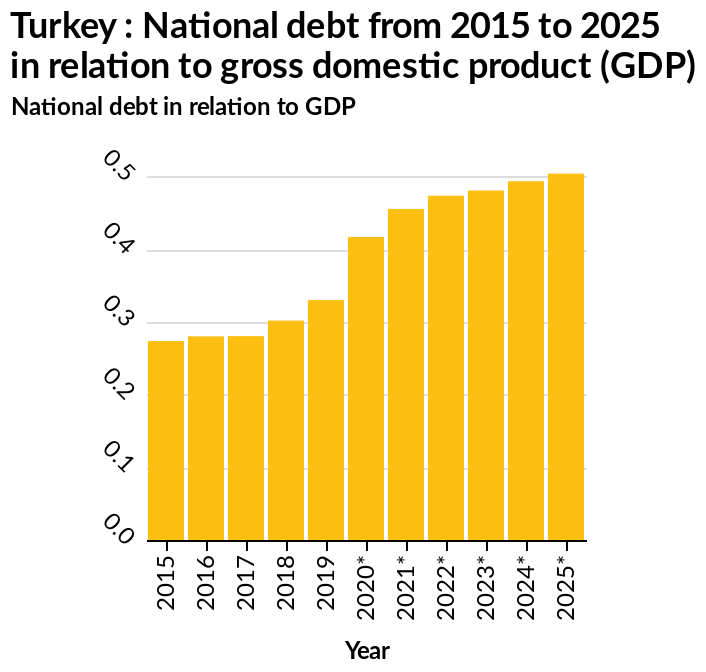 Turkey : National debt from 2015 to 2025
in relation to gross domestic product (GDP)
National debt in relation to GDP
0.5
0.4
0.3
0.2
0.1
0.0
2015 2016 2017 2018 2019 2020* 2021* 2022* 2023* 2024* 2025*
Year